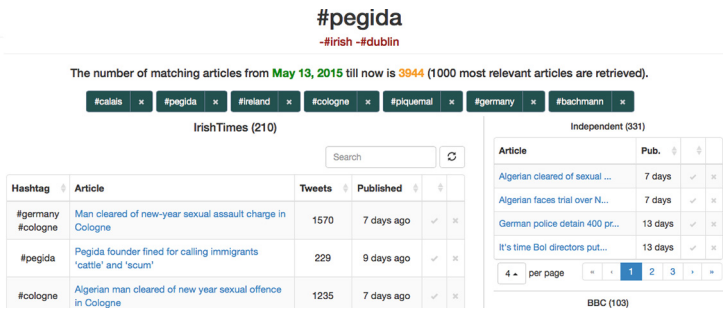 #pegida
-#irish -#dublin
The number of matching articles from May 13, 2015 till now is 3944 (1000 most relevant articles are retrieved).
#calais × #pegida × #ireland × #cologne × #piquemal × #germany × #bachmann ×
IrishTimes (210)
Search
Hashtag Article Tweets Published
#germany
#cologne
Man cleared of new-year sexual assault charge in
Cologne
1570 7 days ago
#pegida
Pegida founder fined for calling immigrants
'cattle' and 'scum'
229 9 days ago
#cologne
Algerian man cleared of new year sexual offence
in Cologne
1235 7 days ago
Independent (331)
Article Pub.
Algerian cleared of sexual ... 7 days
Algerian faces trial over N... 7 days
German police detain 400 pr... 13 days
It's time BoI directors put... 13 days
4 per page « ‹ 1 2 3 › »
BBC (103)